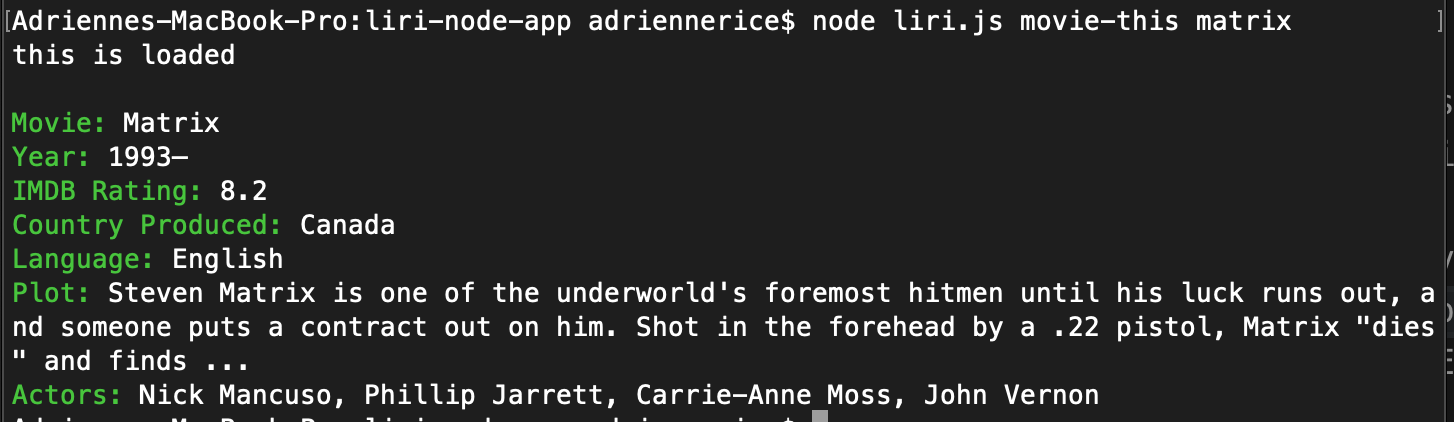 [Adriennes-MacBook-Pro:liri-node-app adriennerice$ node liri.js movie-this matrix ]
this is loaded
Movie: Matrix
Year: 1993–
IMDB Rating: 8.2
Country Produced: Canada
Language: English
Plot: Steven Matrix is one of the underworld's foremost hitmen until his luck runs out, a
nd someone puts a contract out on him. Shot in the forehead by a .22 pistol, Matrix "dies
" and finds ...
Actors: Nick Mancuso, Phillip Jarrett, Carrie-Anne Moss, John Vernon